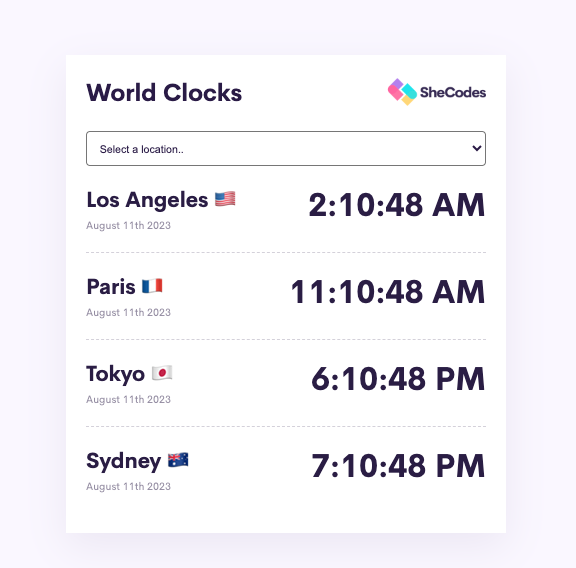 World Clocks
SheCodes
Select a location..
Los Angeles 🇺🇸
2:10:48 AM
August 11th 2023
Paris 🇫🇷
11:10:48 AM
August 11th 2023
Tokyo 🇯🇵
6:10:48 PM
August 11th 2023
Sydney 🇦🇺
7:10:48 PM
August 11th 2023